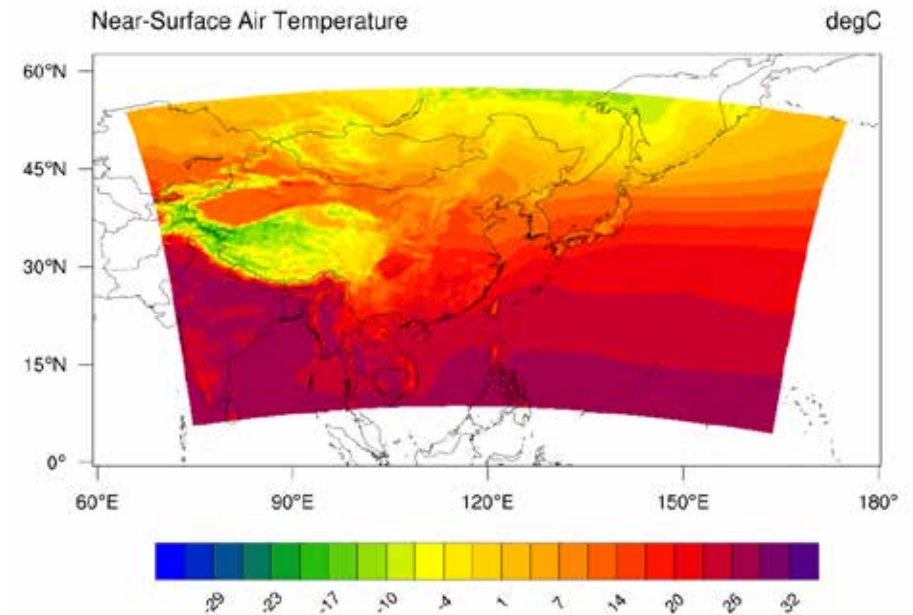 Near-Surface Air Temperature degC
60°N
45°N
30°N
15°N
0°
60°E 90°E 120°E 150°E 180°
-29 -23 -17 -10 -4 1 7 14 20 26 32